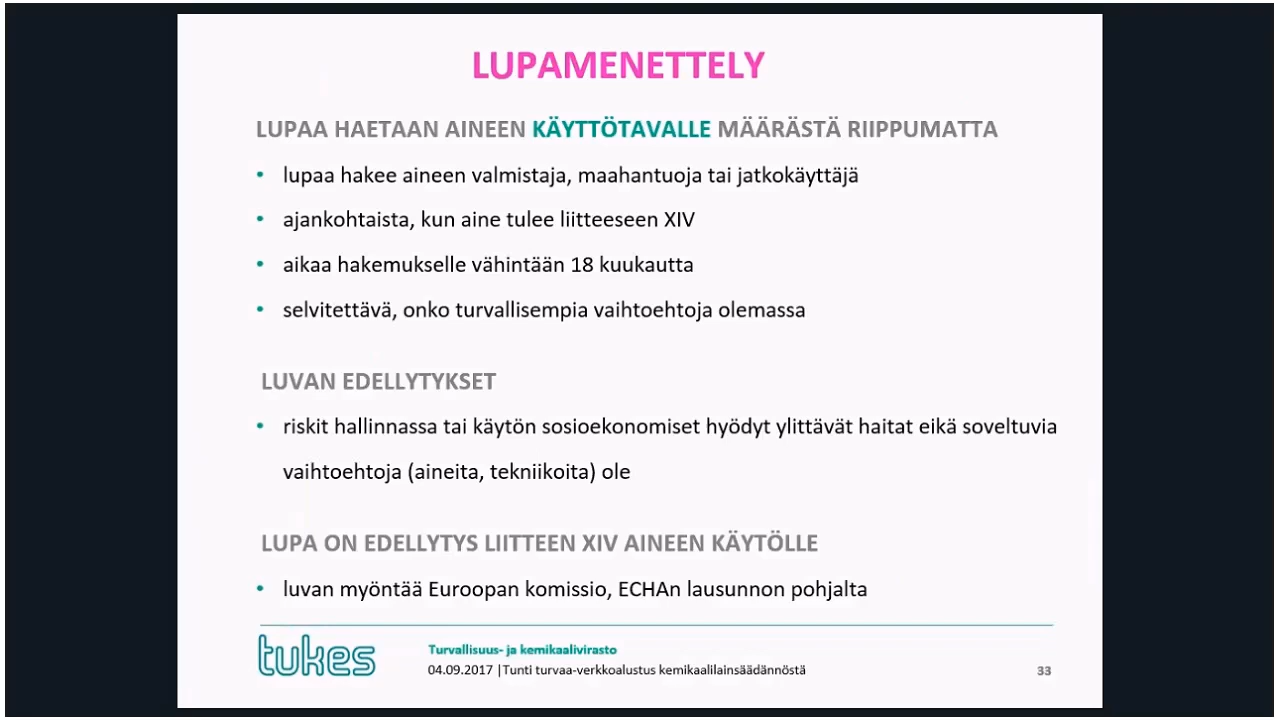 LUPAMENETTELY
LUPAA HAETAAN AINEEN KÄYTTÖTAVALLE MÄÄRÄSTÄ RIIPPUMATTA
• lupaa hakee aineen valmistaja, maahantuoja tai jatkokäyttäjä
• ajankohtaista, kun aine tulee liitteeseen XIV
• aikaa hakemukselle vähintään 18 kuukautta
• selvitettävä, onko turvallisempia vaihtoehtoja olemassa
LUVAN EDELLYTYKSET
• riskit hallinnassa tai käytön sosioekonomiset hyödyt ylittävät haitat eikä soveltuvia
vaihtoehtoja (aineita, tekniikoita) ole
LUPA ON EDELLYTYS LIITTEEN XIV AINEEN KÄYTÖLLE
• luvan myöntää Euroopan komissio, ECHAn lausunnon pohjalta
tukes
Turvallisuus- ja kemikaalivirasto
04.09.2017 |Tunti turvaa-verkkoalustus kemikaalilainsäädännöstä
33